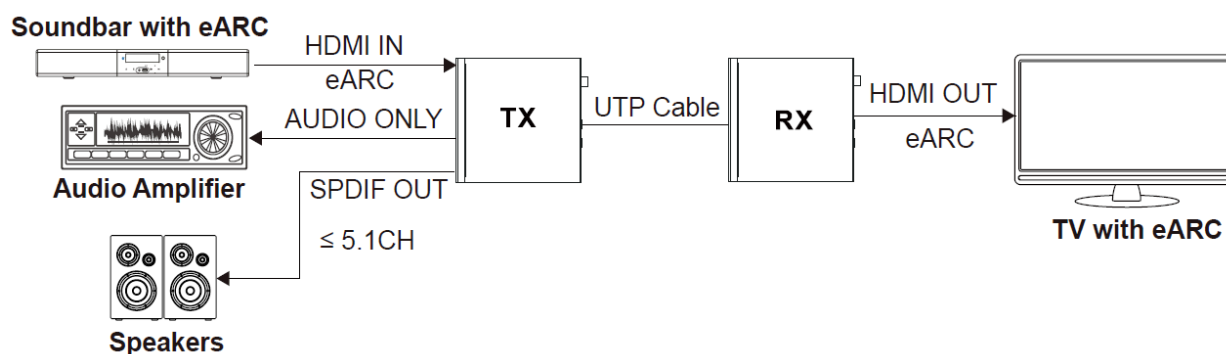 Soundbar with eARC
HDMI IN
eARC
AUDIO ONLY
Audio Amplifier
SPDIF OUT
≤ 5.1CH
Speakers
TX
UTP Cable
RX
HDMI OUT
eARC
TV with eARC